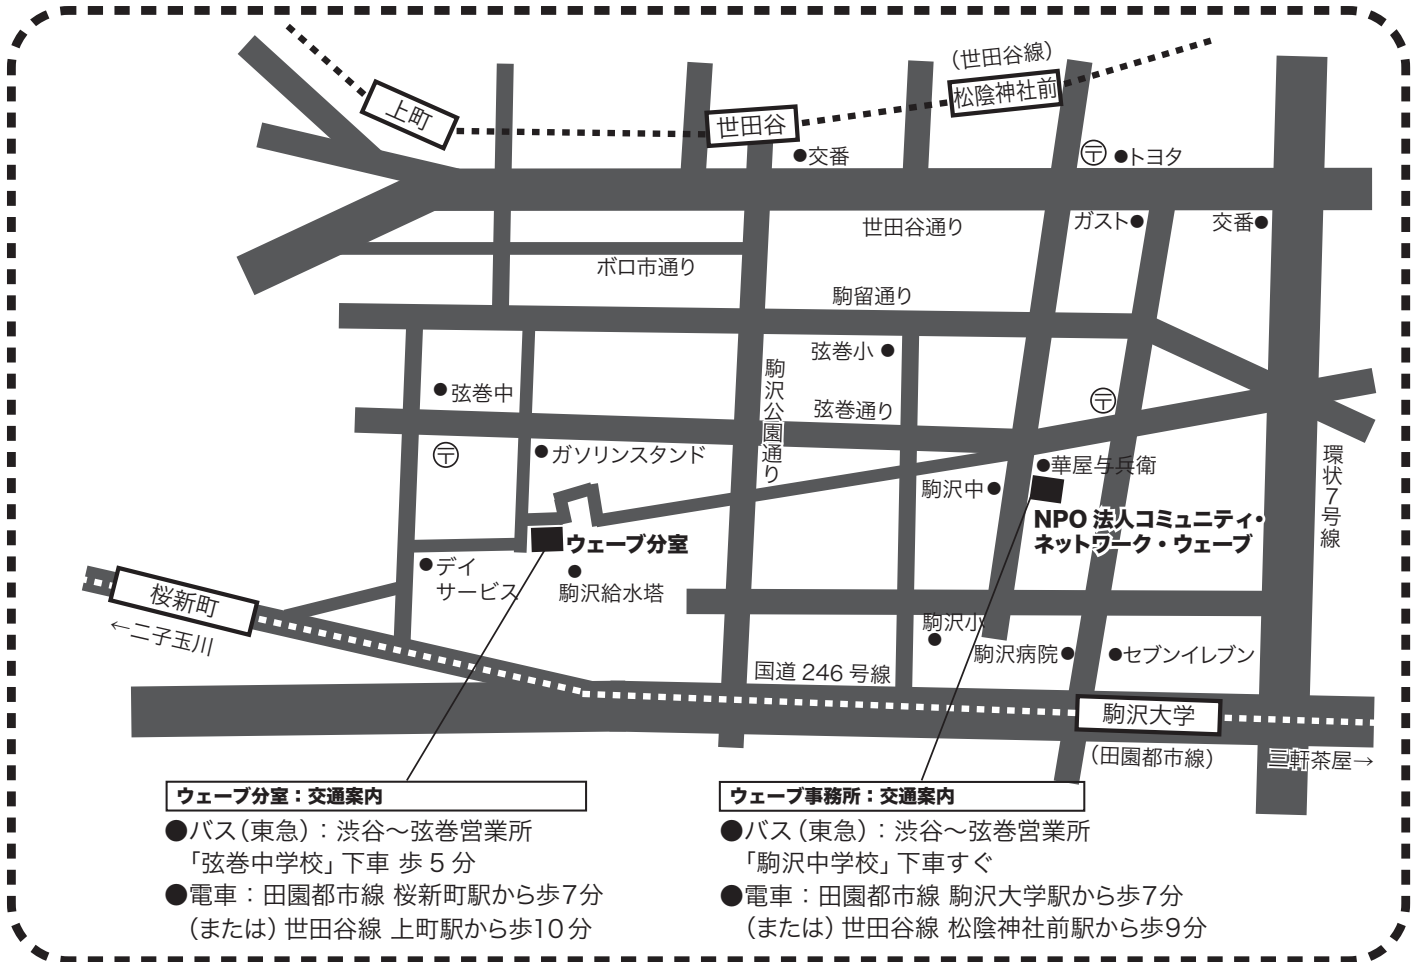 （世田谷線）
上町
世田谷
松陰神社前
●交番
〒
●トヨタ
世田谷通り
ガスト●
交番●
ボロ市通り
駒留通り
弦巻小 ●
駒沢公園通り
●弦巻中
弦巻通り
〒
〒
●ガソリンスタンド
駒沢中●
●華屋与兵衛
環状7号線
NPO 法人コミュニティ・
ネットワーク・ウェーブ
ウェーブ分室
●デイ
サービス
駒沢給水塔
桜新町
←二子玉川
駒沢小
駒沢病院●
●セブンイレブン
国道 246 号線
駒沢大学
（田園都市線）
三軒茶屋→
ウェーブ分室：交通案内
●バス（東急）：渋谷～弦巻営業所
「弦巻中学校」下車 歩 5 分
●電車：田園都市線 桜新町駅から歩7分
（または）世田谷線 上町駅から歩10分
ウェーブ事務所：交通案内
●バス（東急）：渋谷～弦巻営業所
「駒沢中学校」下車すぐ
●電車：田園都市線 駒沢大学駅から歩7分
（または）世田谷線 松陰神社前駅から歩9分